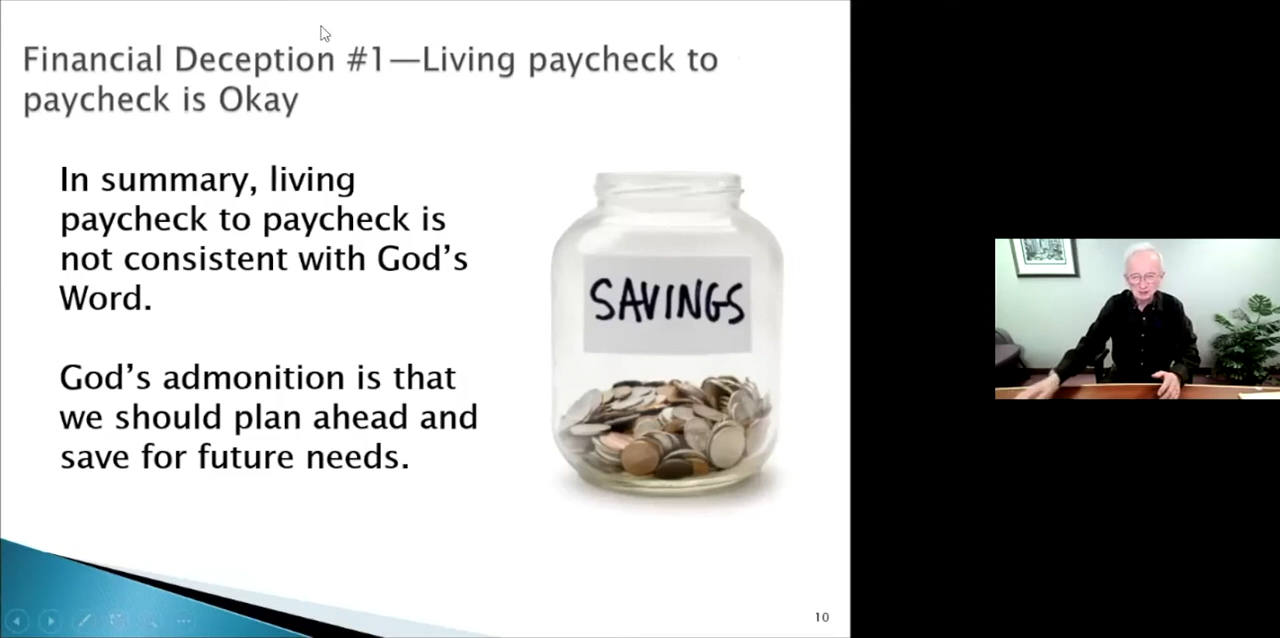 Financial Deception #1—Living paycheck to
paycheck is Okay
In summary, living
paycheck to paycheck is
not consistent with God's
Word.
God's admonition is that
we should plan ahead and
save for future needs.
SAVINGS
10